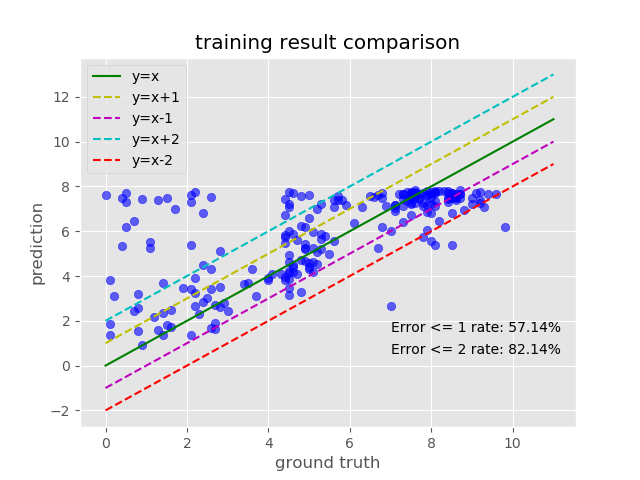 training result comparison
y=x
y=x+1
y=x-1
y=x+2
y=x-2
12
10
8
6
4
2
0
−2
prediction
Error <= 1 rate: 57.14%
Error <= 2 rate: 82.14%
0 2 4 6 8 10
ground truth